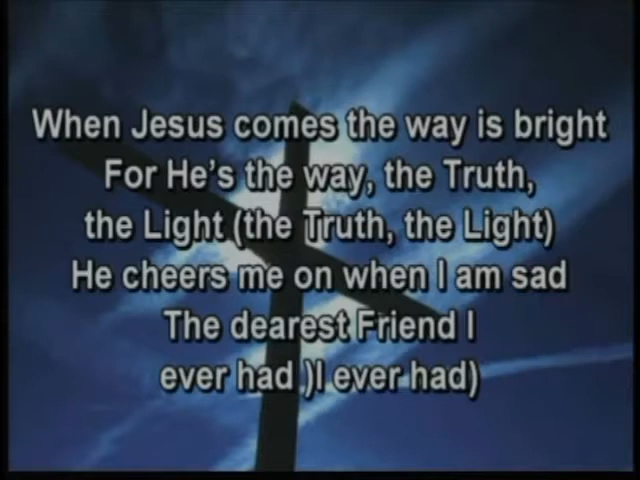 When Jesus comes the way is bright
For He's the way, the Truth,
the Light (the Truth, the Light)
He cheers me on when I am sad
The dearest Friend I
ever had )I ever had)